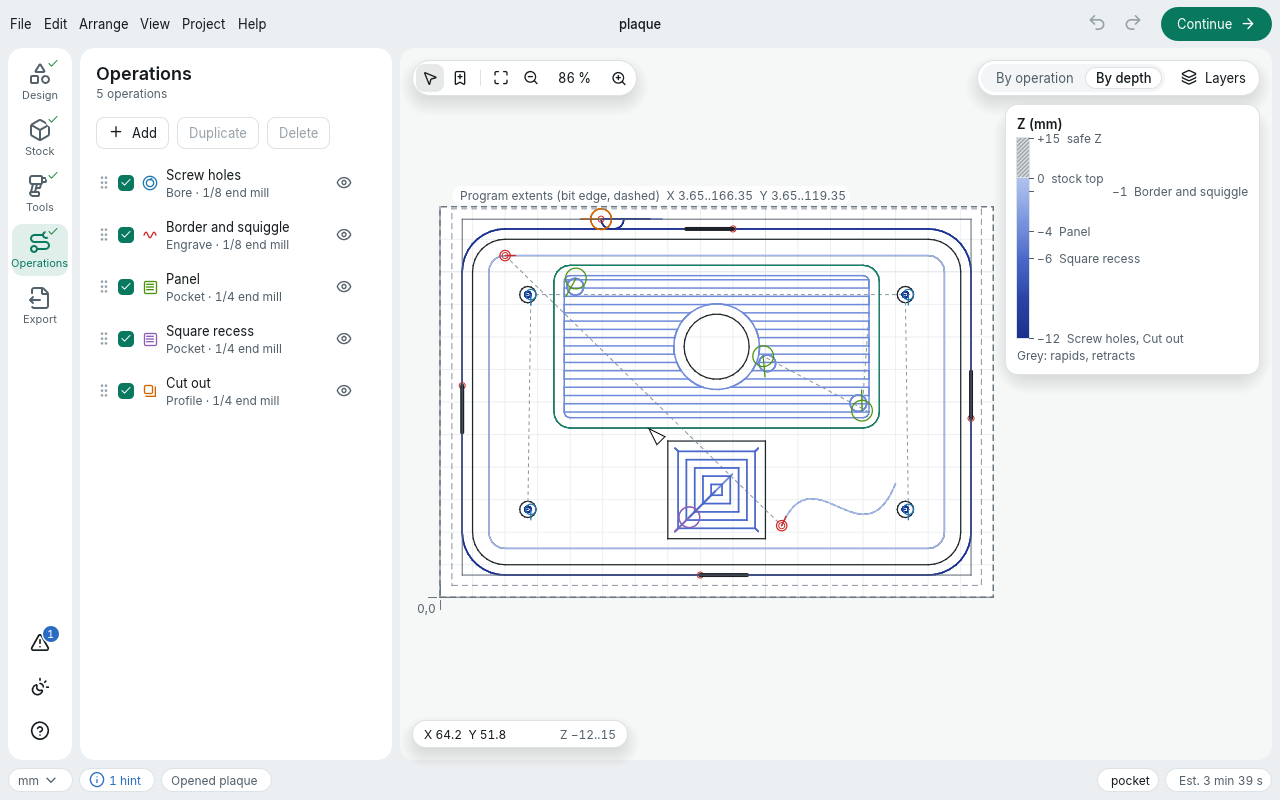 File Edit Arrange View Project Help
plaque
Continue
Design
Stock
Tools
Operations
Export
1
Operations
5 operations
Add
Duplicate
Delete
Screw holes
Bore · 1/8 end mill
Border and squiggle
Engrave · 1/8 end mill
Panel
Pocket · 1/4 end mill
Square recess
Pocket · 1/4 end mill
Cut out
Profile · 1/4 end mill
86 %
By operation
By depth
Layers
Z (mm)
+15 safe Z
0 stock top
−1 Border and squiggle
−4 Panel
−6 Square recess
−12 Screw holes, Cut out
Grey: rapids, retracts
Program extents (bit edge, dashed) X 3.65..166.35 Y 3.65..119.35
0,0
X 64.2 Y 51.8 Z −12..15
mm
1 hint
Opened plaque
pocket
Est. 3 min 39 s